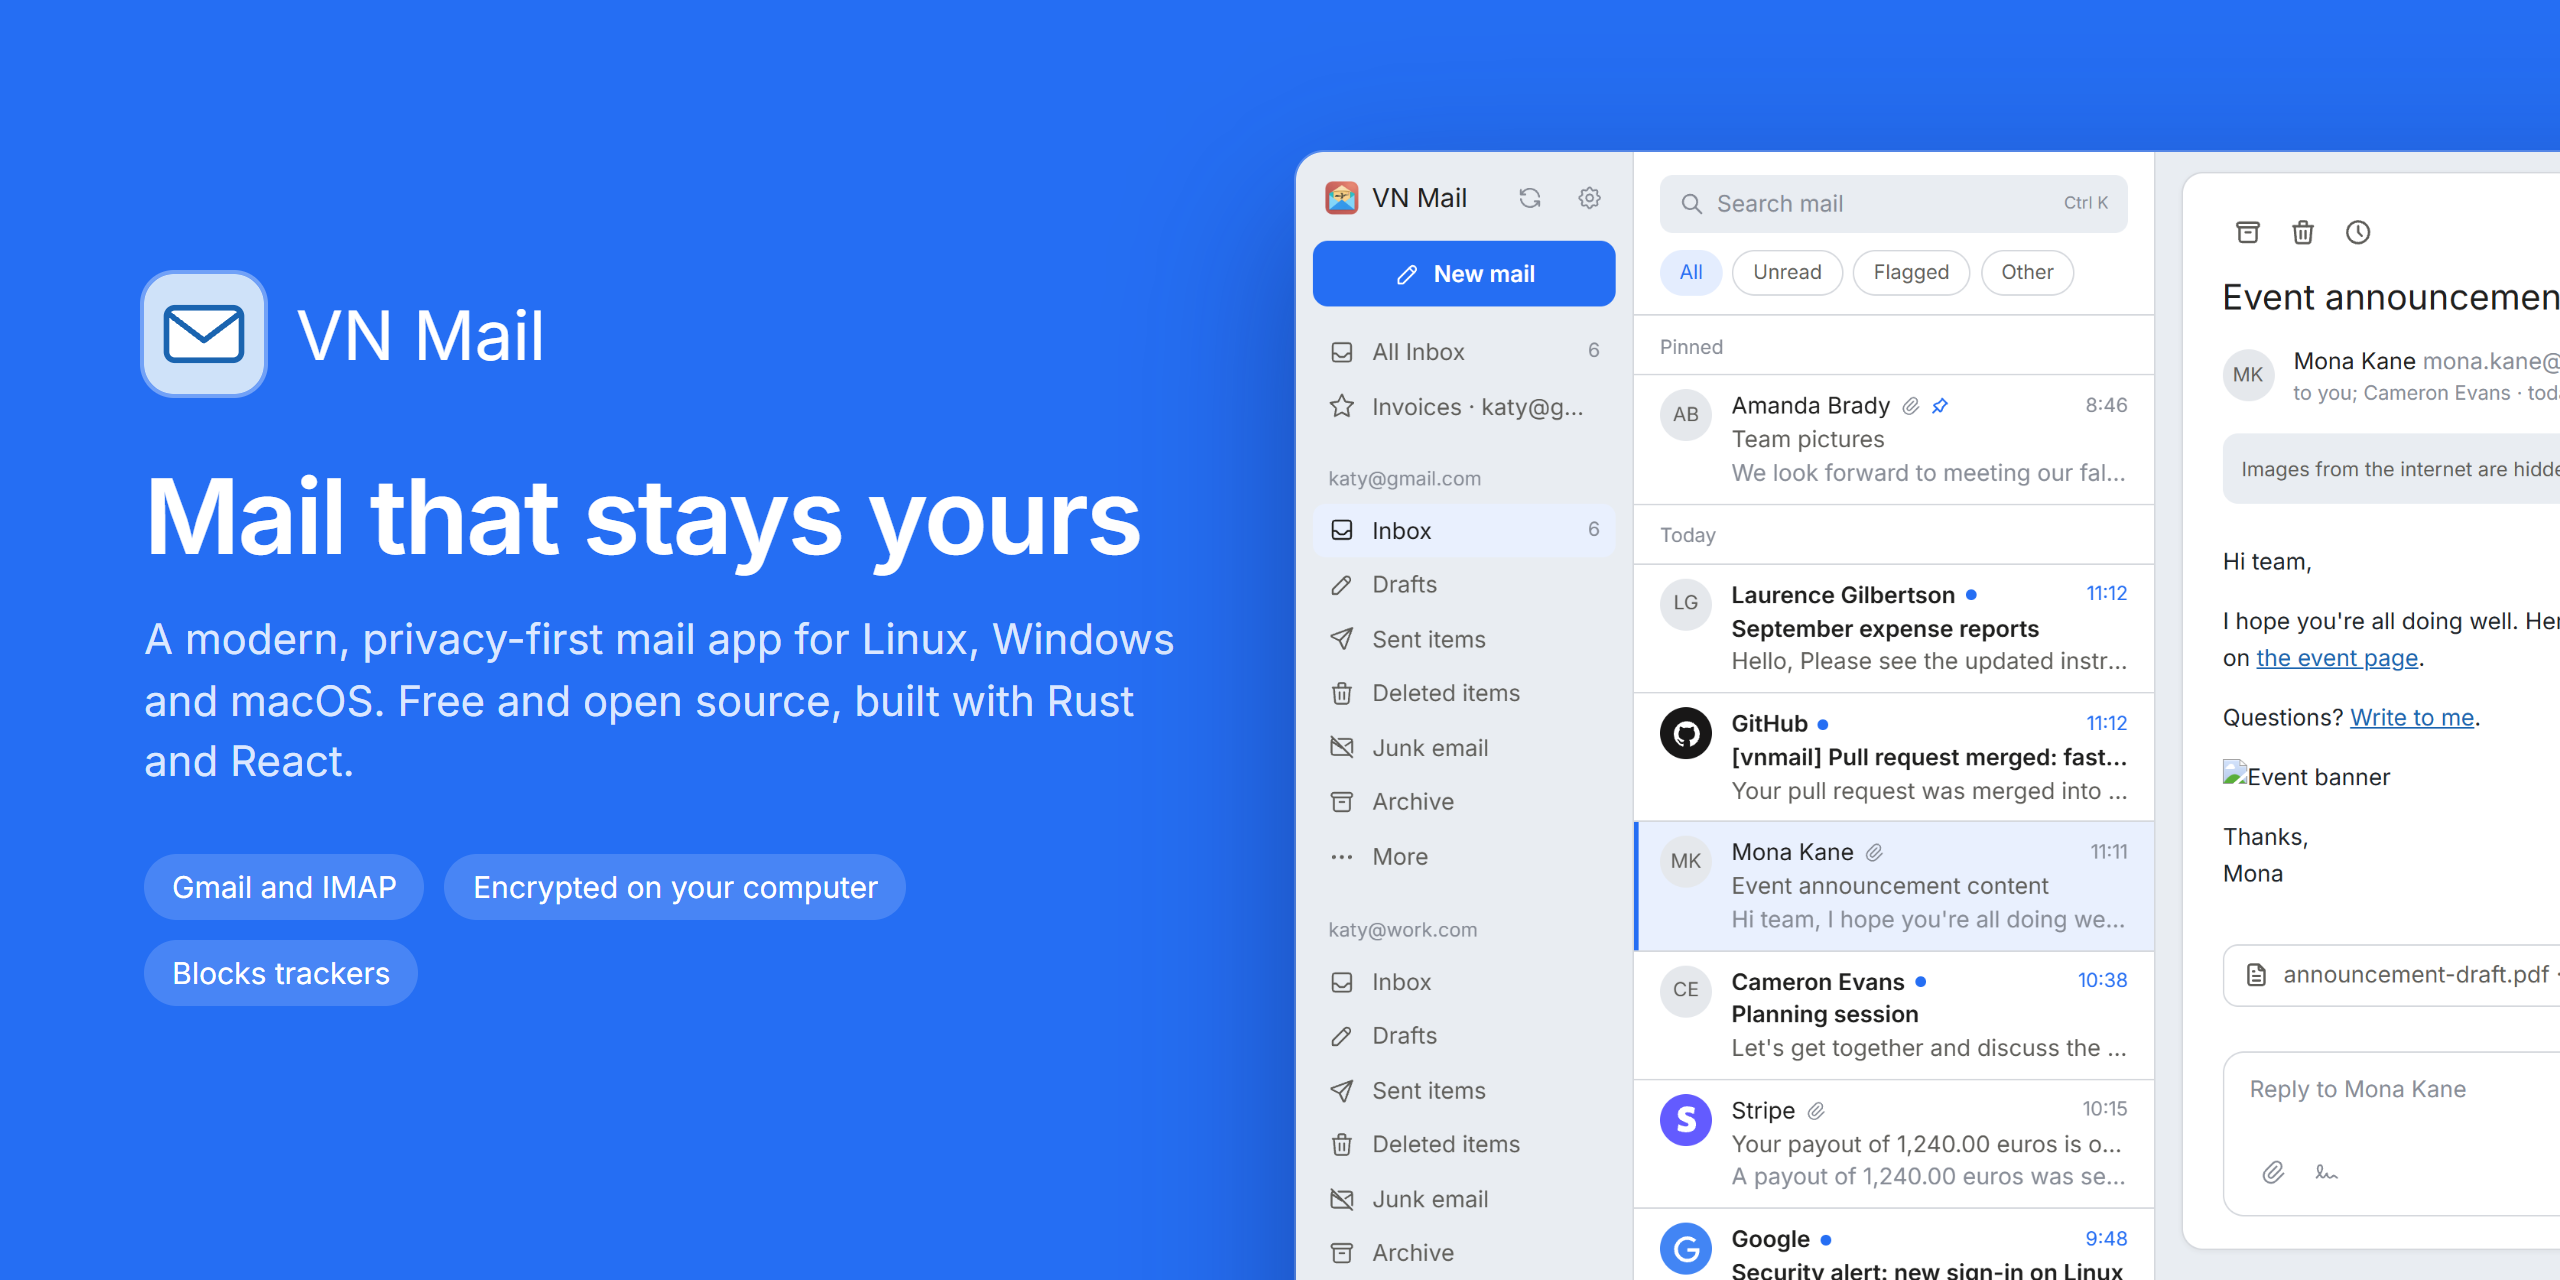 VN Mail
Mail that stays yours
A modern, privacy-first mail app for Linux, Windows
and macOS. Free and open source, built with Rust
and React.
Gmail and IMAP
Encrypted on your computer
Blocks trackers
VN Mail
New mail
All Inbox 6
Invoices · katy@g...
katy@gmail.com
Inbox 6
Drafts
Sent items
Deleted items
Junk email
Archive
More
katy@work.com
Inbox
Drafts
Sent items
Deleted items
Junk email
Archive
Search mail Ctrl K
All Unread Flagged Other
Pinned
AB Amanda Brady 8:46
Team pictures
We look forward to meeting our fal...
Today
LG Laurence Gilbertson 11:12
September expense reports
Hello, Please see the updated instr...
GitHub 11:12
[vnmail] Pull request merged: fast...
Your pull request was merged into ...
MK Mona Kane 11:11
Event announcement content
Hi team, I hope you're all doing we...
CE Cameron Evans 10:38
Planning session
Let's get together and discuss the ...
S Stripe 10:15
Your payout of 1,240.00 euros is o...
A payout of 1,240.00 euros was se...
G Google 9:48
Security alert: new sign-in on Linux
Event announcemen
MK Mona Kane mona.kane@
to you; Cameron Evans · tod
Images from the internet are hidde
Hi team,
I hope you're all doing well. Her
on the event page.
Questions? Write to me.
Event banner
Thanks,
Mona
announcement-draft.pdf ·
Reply to Mona Kane